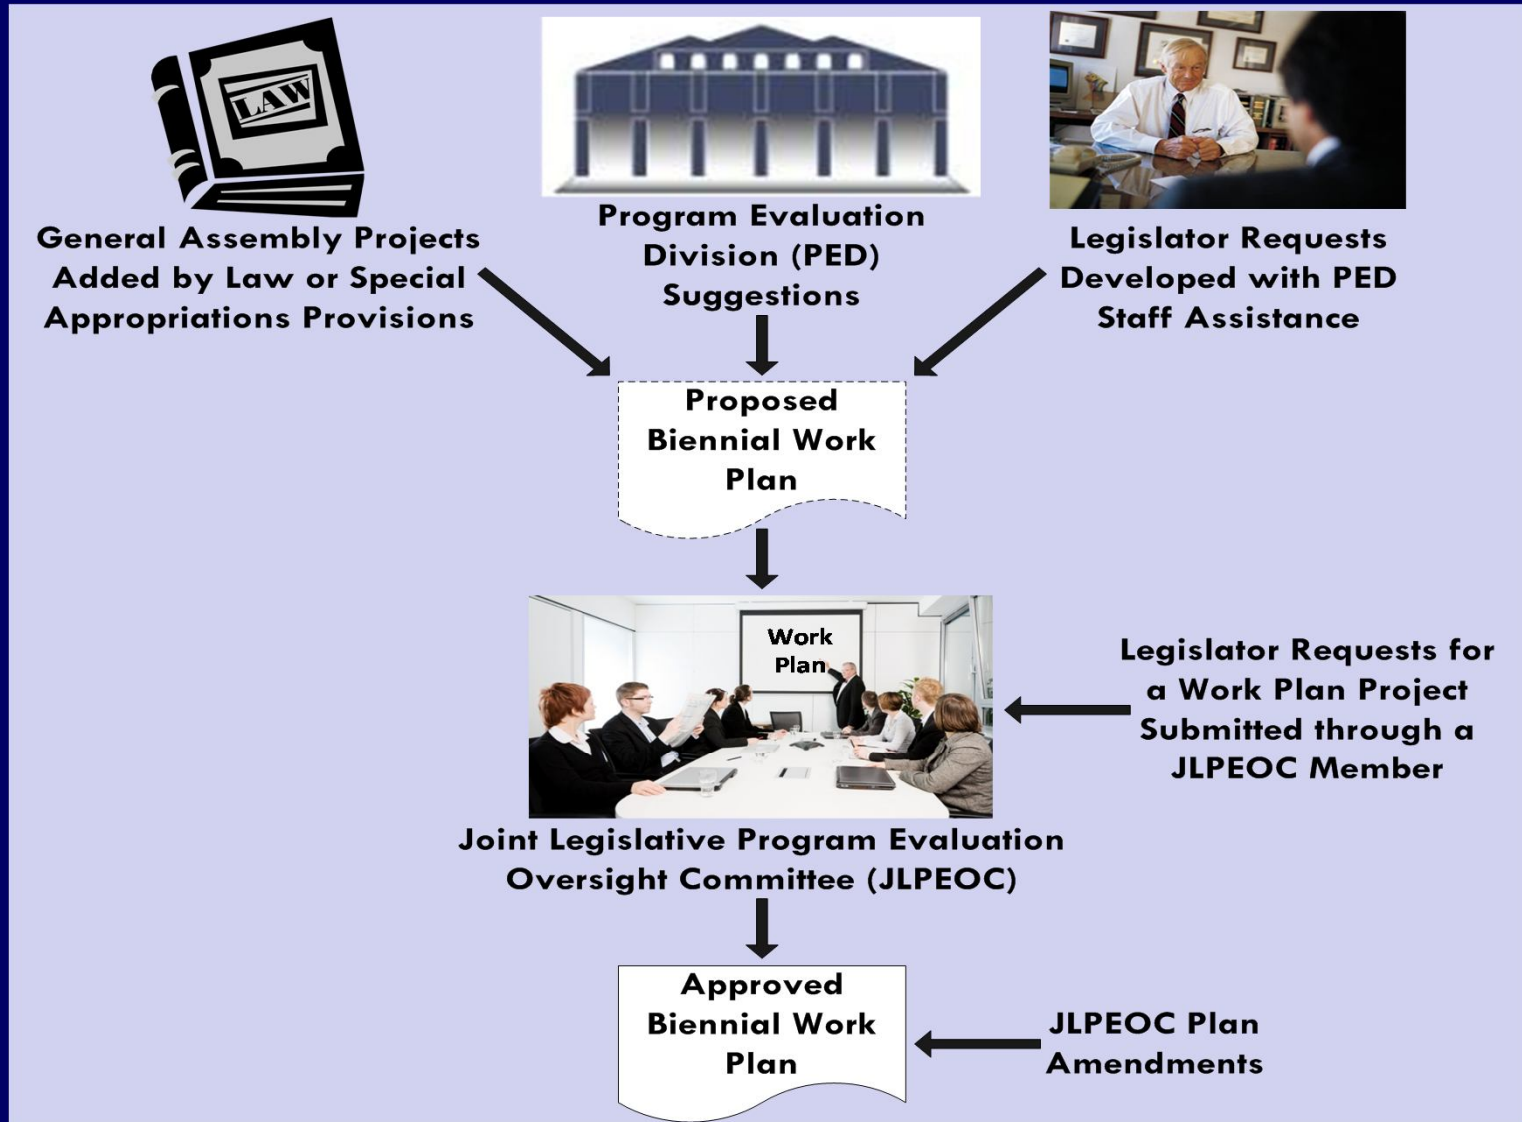 LAW
General Assembly Projects
Added by Law or Special
Appropriations Provisions
Program Evaluation
Division (PED)
Suggestions
Legislator Requests
Developed with PED
Staff Assistance
Proposed
Biennial Work
Plan
Work
Plan
Legislator Requests for
a Work Plan Project
Submitted through a
JLPEOC Member
Joint Legislative Program Evaluation
Oversight Committee (JLPEOC)
Approved
Biennial Work
Plan
JLPEOC Plan
Amendments